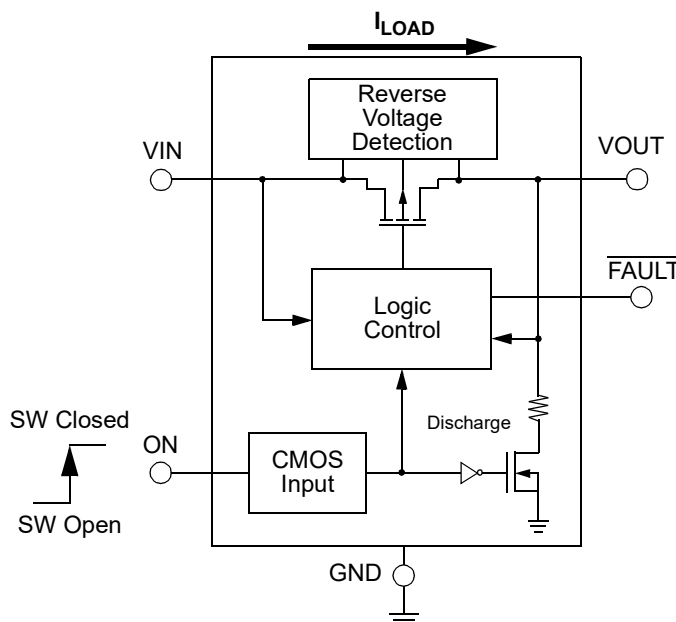 ILOAD
Reverse
Voltage
Detection
VIN
VOUT
FAULT
Logic
Control
SW Closed
ON
CMOS
Input
Discharge
SW Open
GND